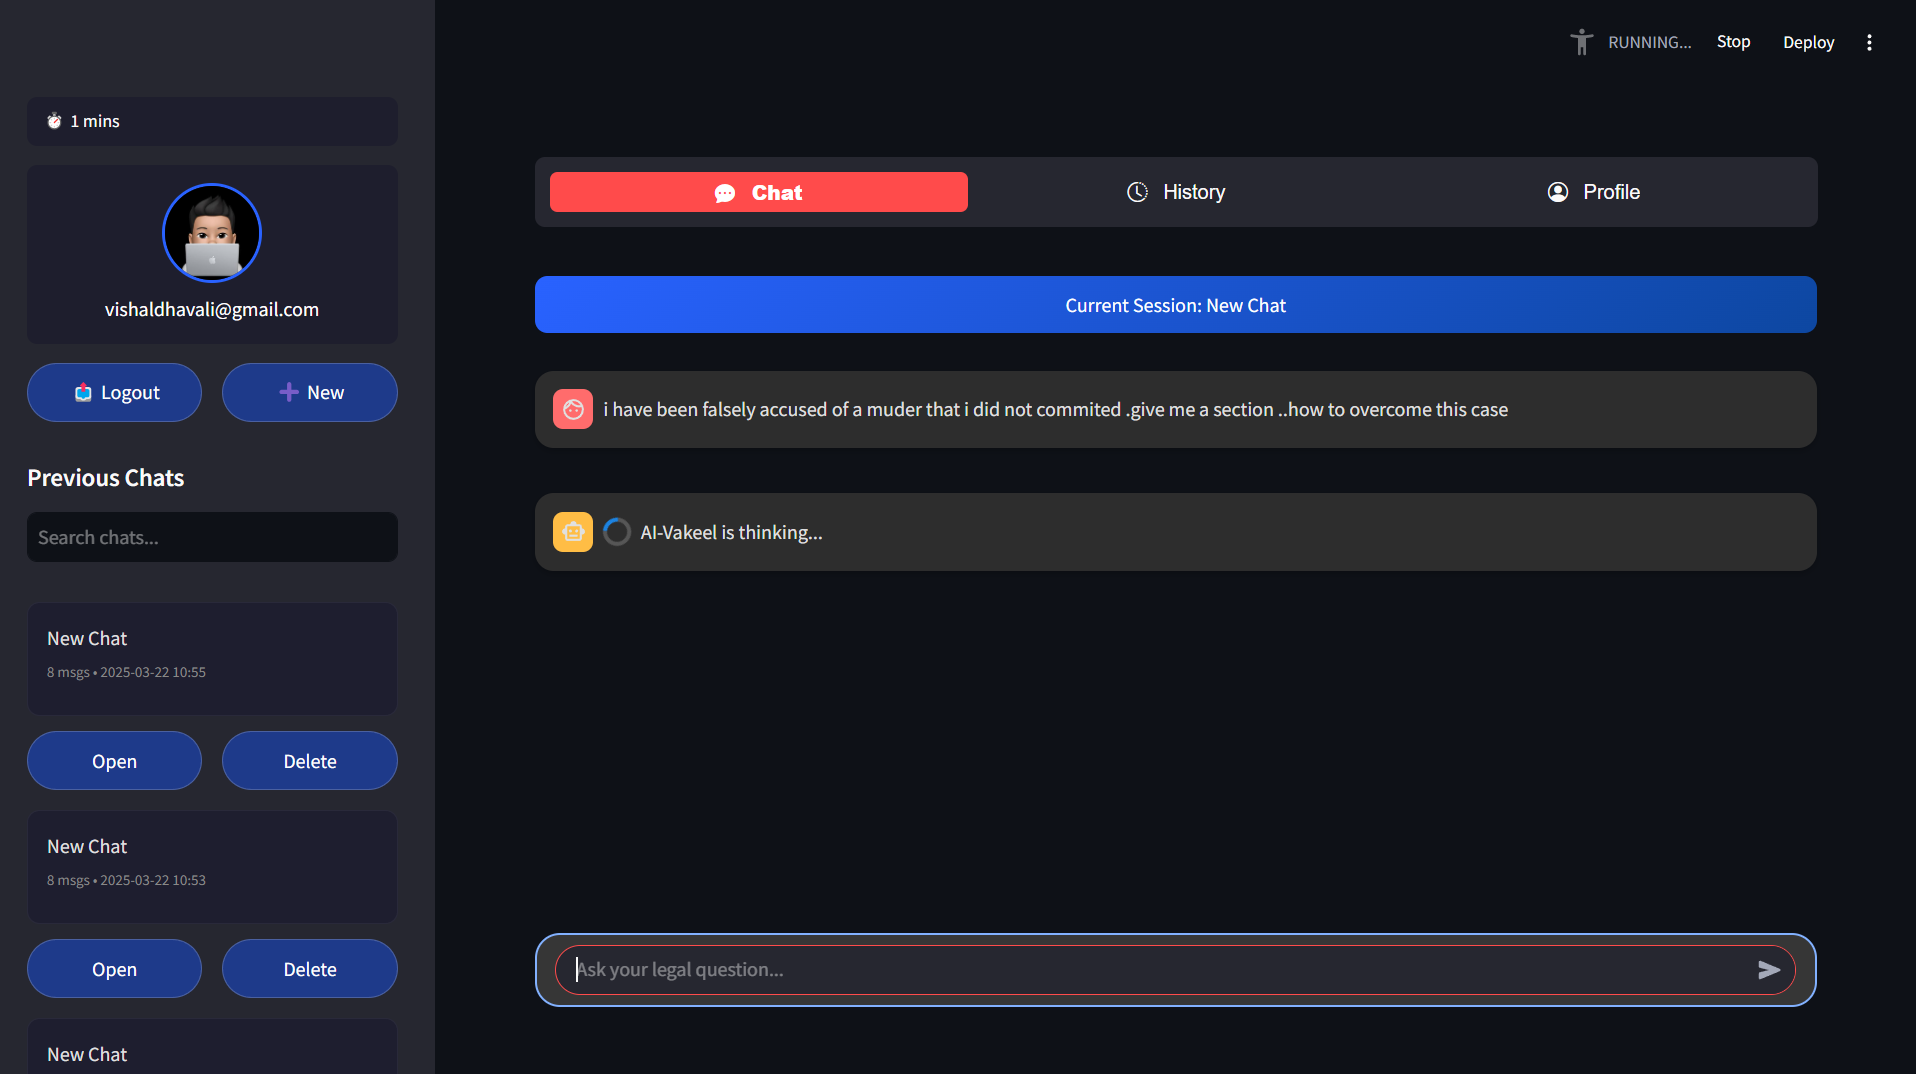 1 mins
vishaldhavali@gmail.com
Logout
New
Previous Chats
Search chats...
New Chat
8 msgs • 2025-03-22 10:55
Open
Delete
New Chat
8 msgs • 2025-03-22 10:53
Open
Delete
New Chat
RUNNING...
Stop
Deploy
Chat
History
Profile
Current Session: New Chat
i have been falsely accused of a muder that i did not commited .give me a section ..how to overcome this case
AI-Vakeel is thinking...
Ask your legal question...